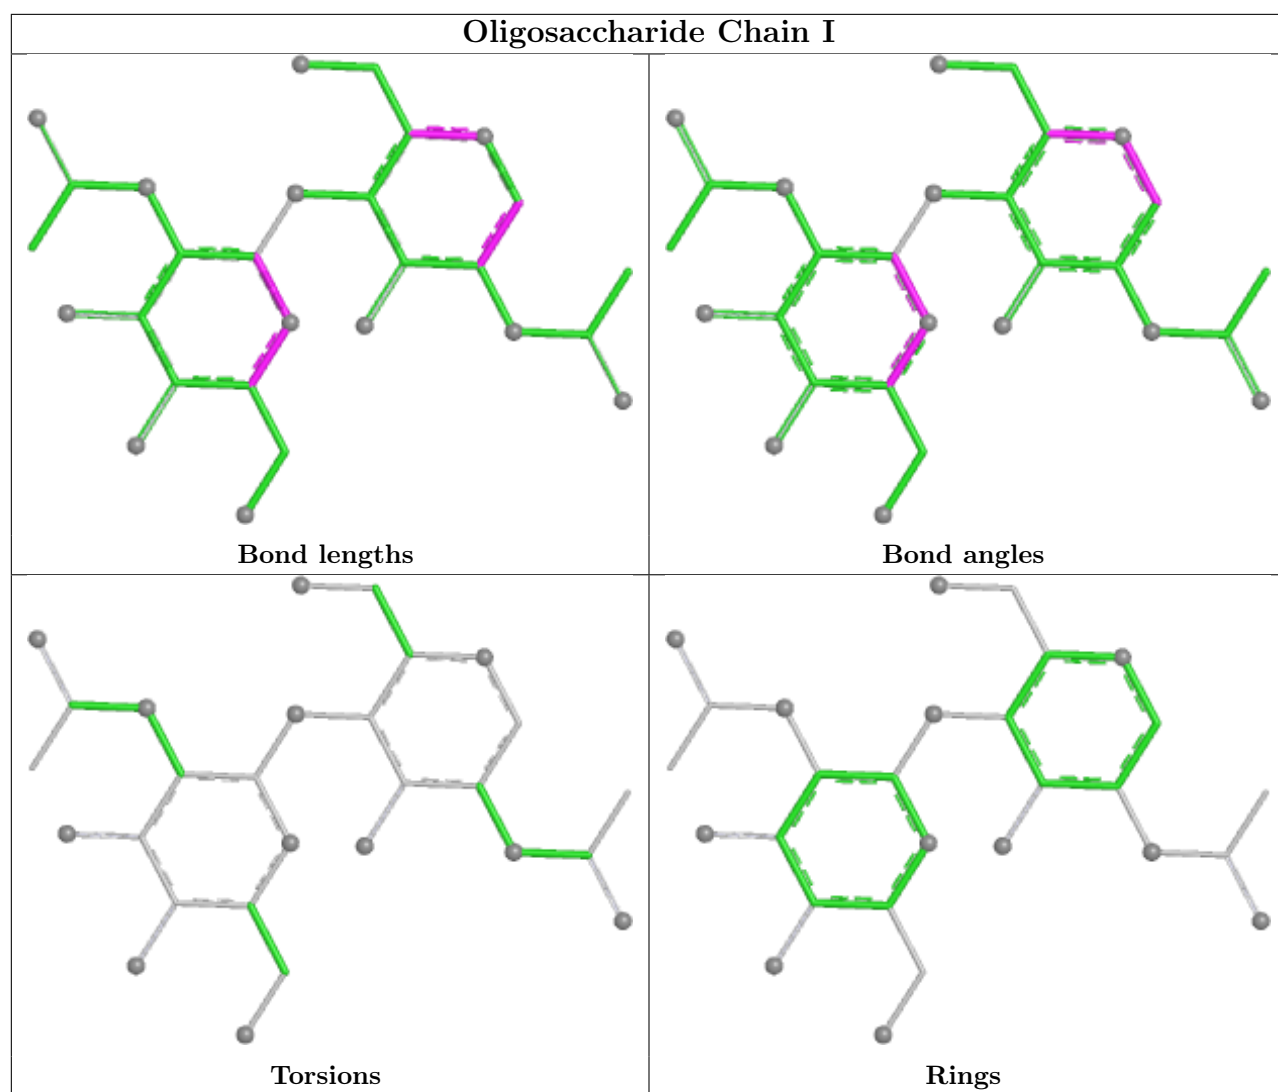 Oligosaccharide Chain I
Bond lengths
Bond angles
Torsions
Rings